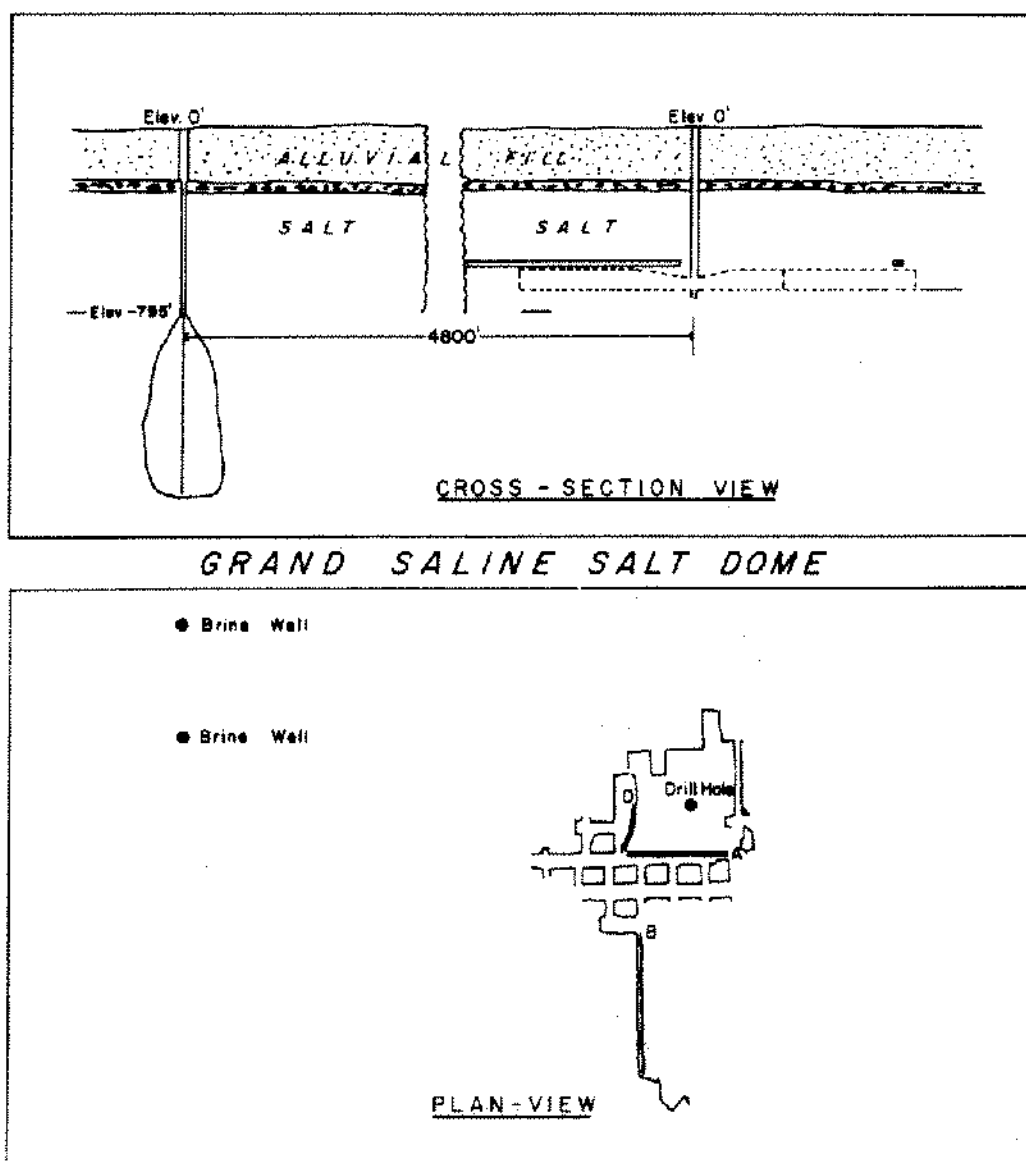 Elev. 0'
Elev. 0'
ALLUVIAL FILL
SALT
SALT
Elev -795'
4800'
CROSS-SECTION VIEW
GRAND SALINE SALT DOME
Brine Well
Brine Well
Drill Hole
D
A
B
PLAN-VIEW